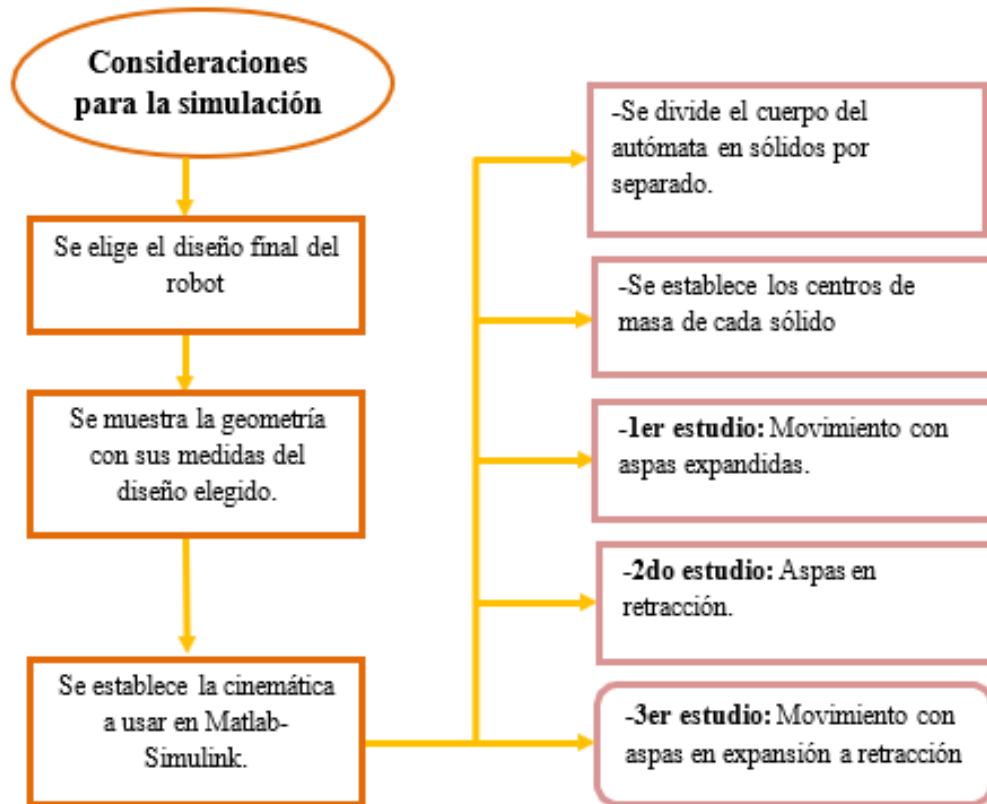 Consideraciones
para la simulación
Se elige el diseño final del
robot
Se muestra la geometría
con sus medidas del
diseño elegido.
Se establece la cinemática
a usar en Matlab-
Simulink.
-Se divide el cuerpo del
autómata en sólidos por
separado.
-Se establece los centros de
masa de cada sólido
-1er estudio: Movimiento con
aspas expandidas.
-2do estudio: Aspas en
retracción.
-3er estudio: Movimiento con
aspas en expansión a retracción